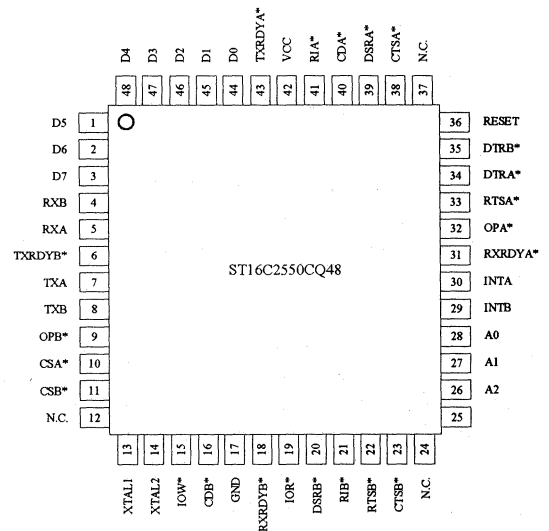 D4 D3 D2 D1 D0 TXRDYA* VCC RIA* CDA* DSRA* CTSA* N.C.
48 47 46 45 44 43 42 41 40 39 38 37
D5 1 36 RESET
D6 2 35 DTRB*
D7 3 34 DTRA*
RXB 4 33 RTSA*
RXA 5 32 OPA*
TXRDYB* 6 31 RXRDYA*
ST16C2550CQ48
TXA 7 30 INTA
TXB 8 29 INTB
OPB* 9 28 A0
CSA* 10 27 A1
CSB* 11 26 A2
N.C. 12 25
13 14 15 16 17 18 19 20 21 22 23 24
XTAL1 XTAL2 IOW* CDB* GND RXRDYB* IOR* DSRB* RIB* RTSB* CTSB* N.C.